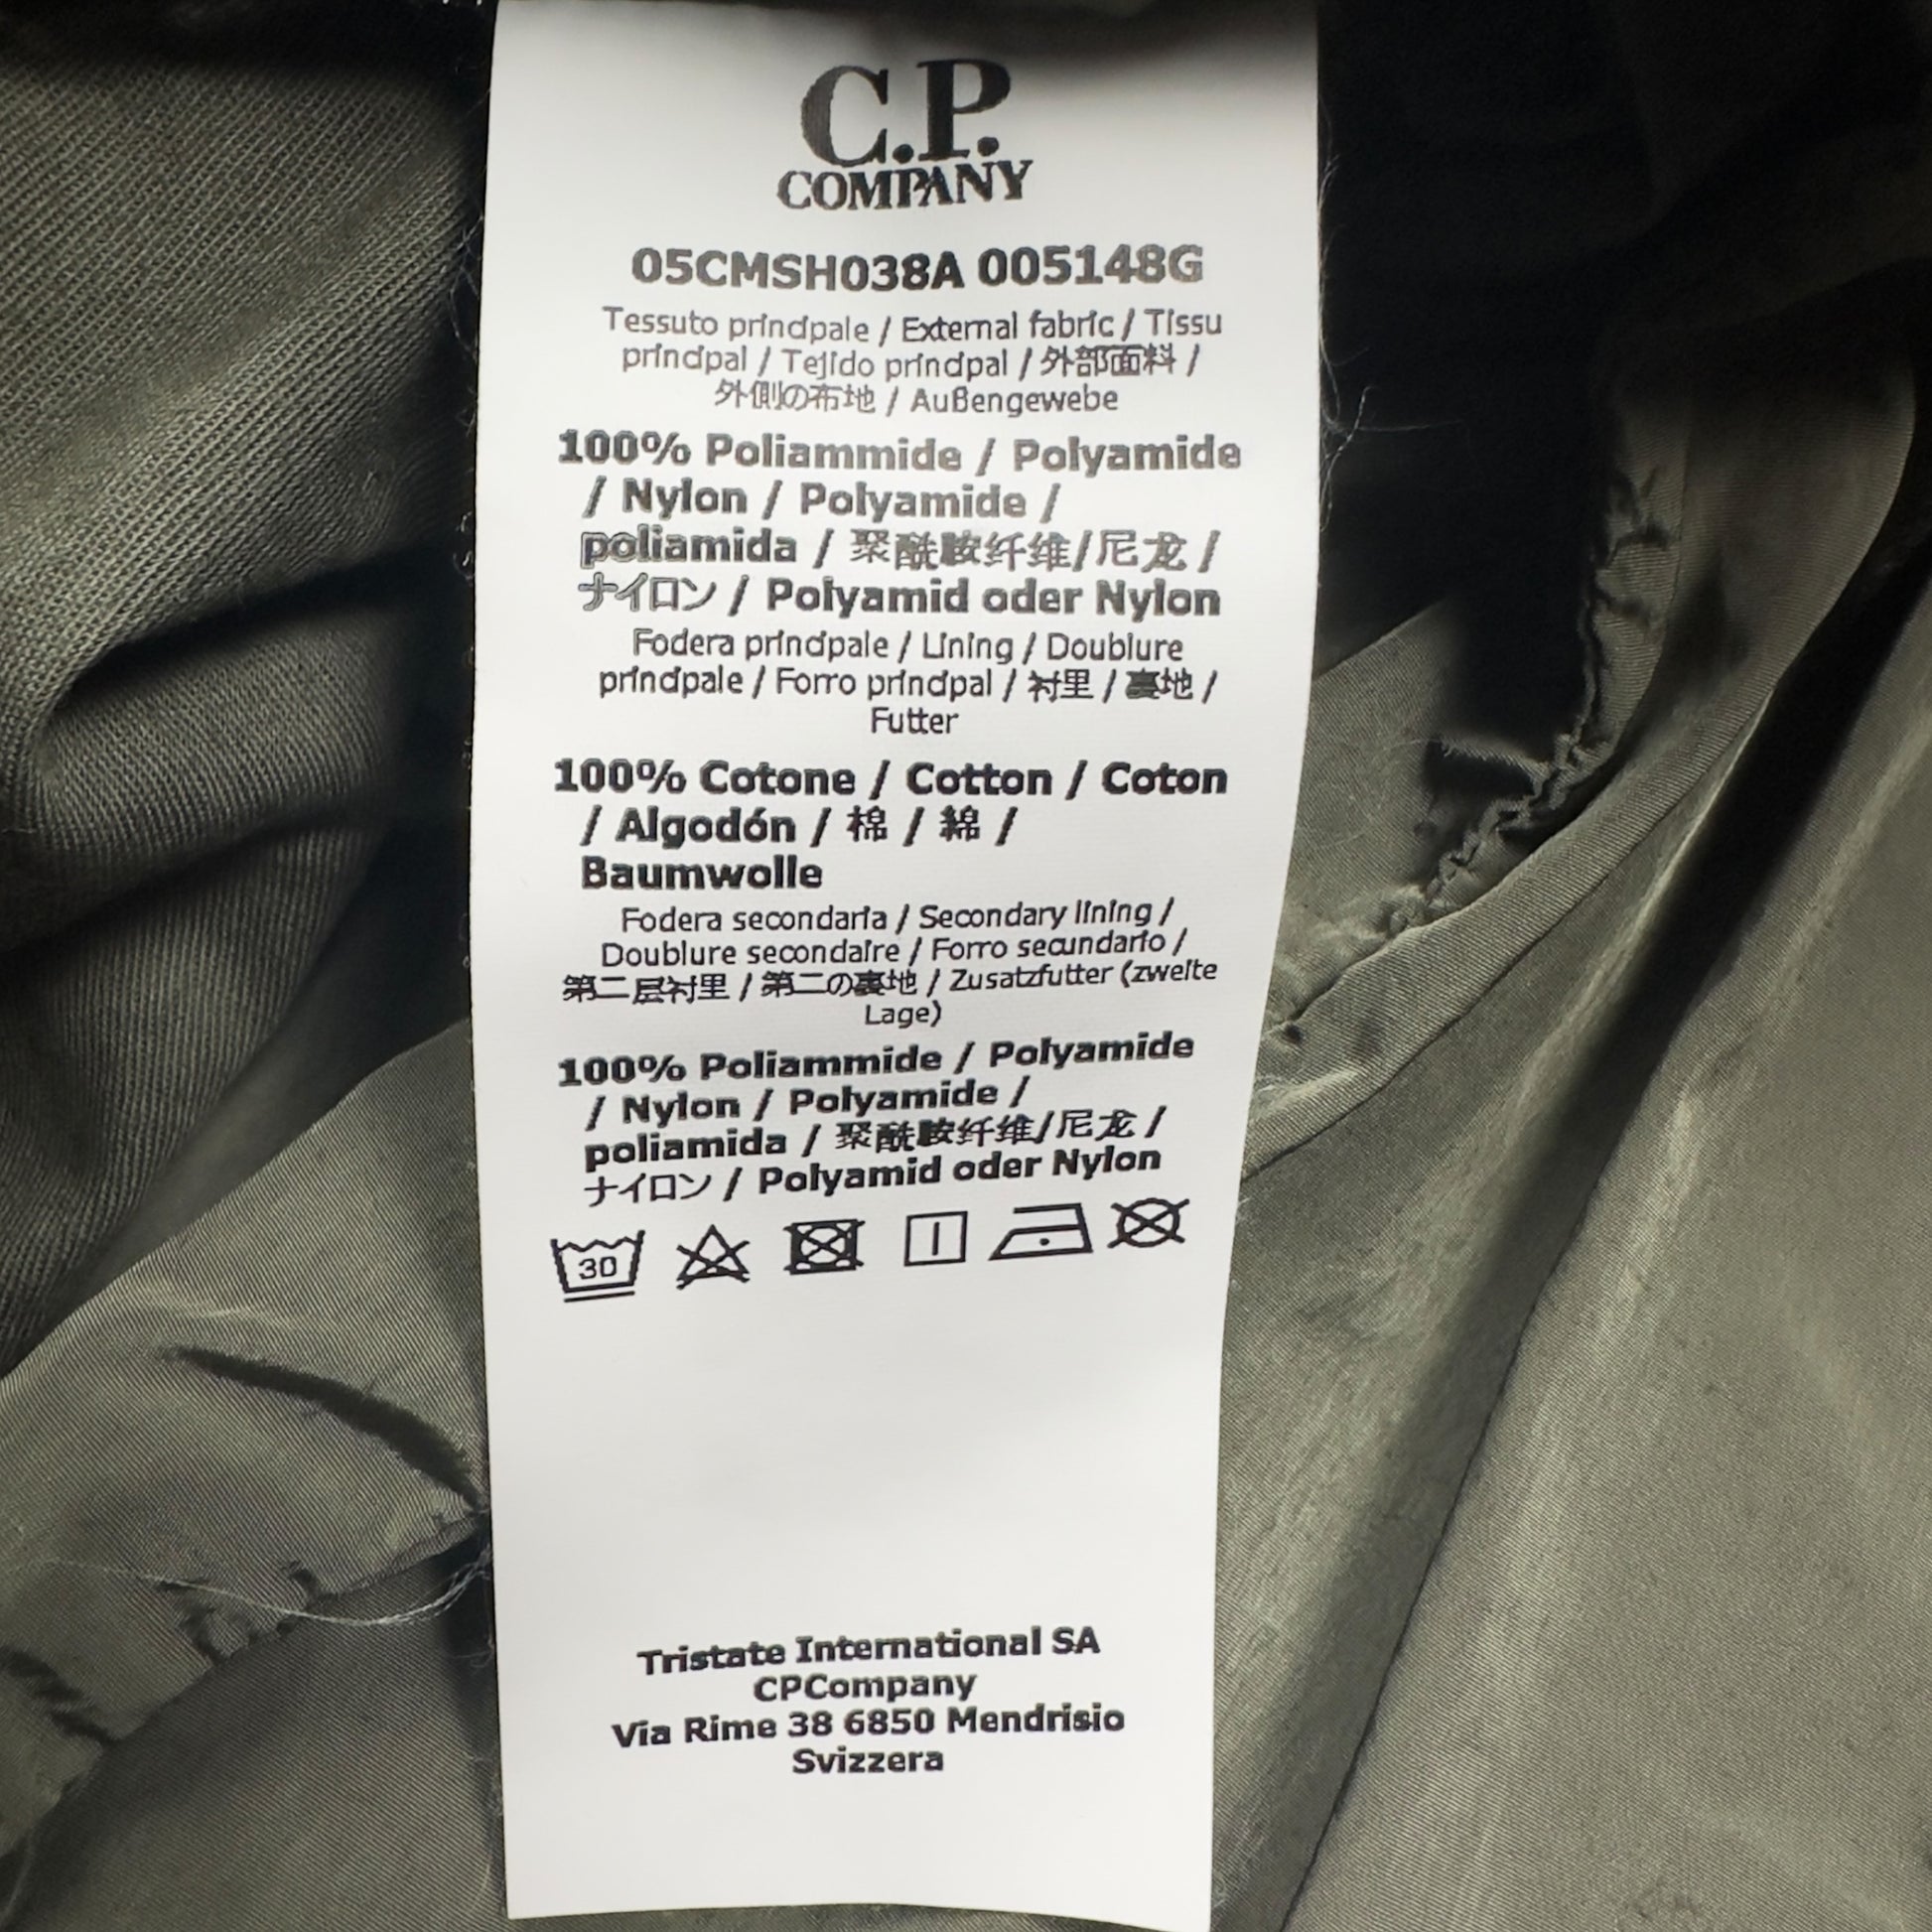 C.P.
COMPANY
05CMSH038A 005148G
Tessuto principale / External fabric / Tissu
principal / Tejido principal / 外部面料 /
外側の布地 / Außengewebe
100% Poliammide / Polyamide
/ Nylon / Polyamide /
poliamida / 聚酰胺纤维/尼龙 /
ナイロン / Polyamid oder Nylon
Fodera principale / Lining / Doublure
principale / Forro principal / 衬里 / 裏地 /
Futter
100% Cotone / Cotton / Coton
/ Algodón / 棉 / 綿 /
Baumwolle
Fodera secondaria / Secondary lining /
Doublure secondaire / Forro secundario /
第二层衬里 / 第二の裏地 / Zusatzfutter (zweite
Lage)
100% Poliammide / Polyamide
/ Nylon / Polyamide /
poliamida / 聚酰胺纤维/尼龙 /
ナイロン / Polyamid oder Nylon
30
Tristate International SA
CPCompany
Via Rime 38 6850 Mendrisio
Svizzera